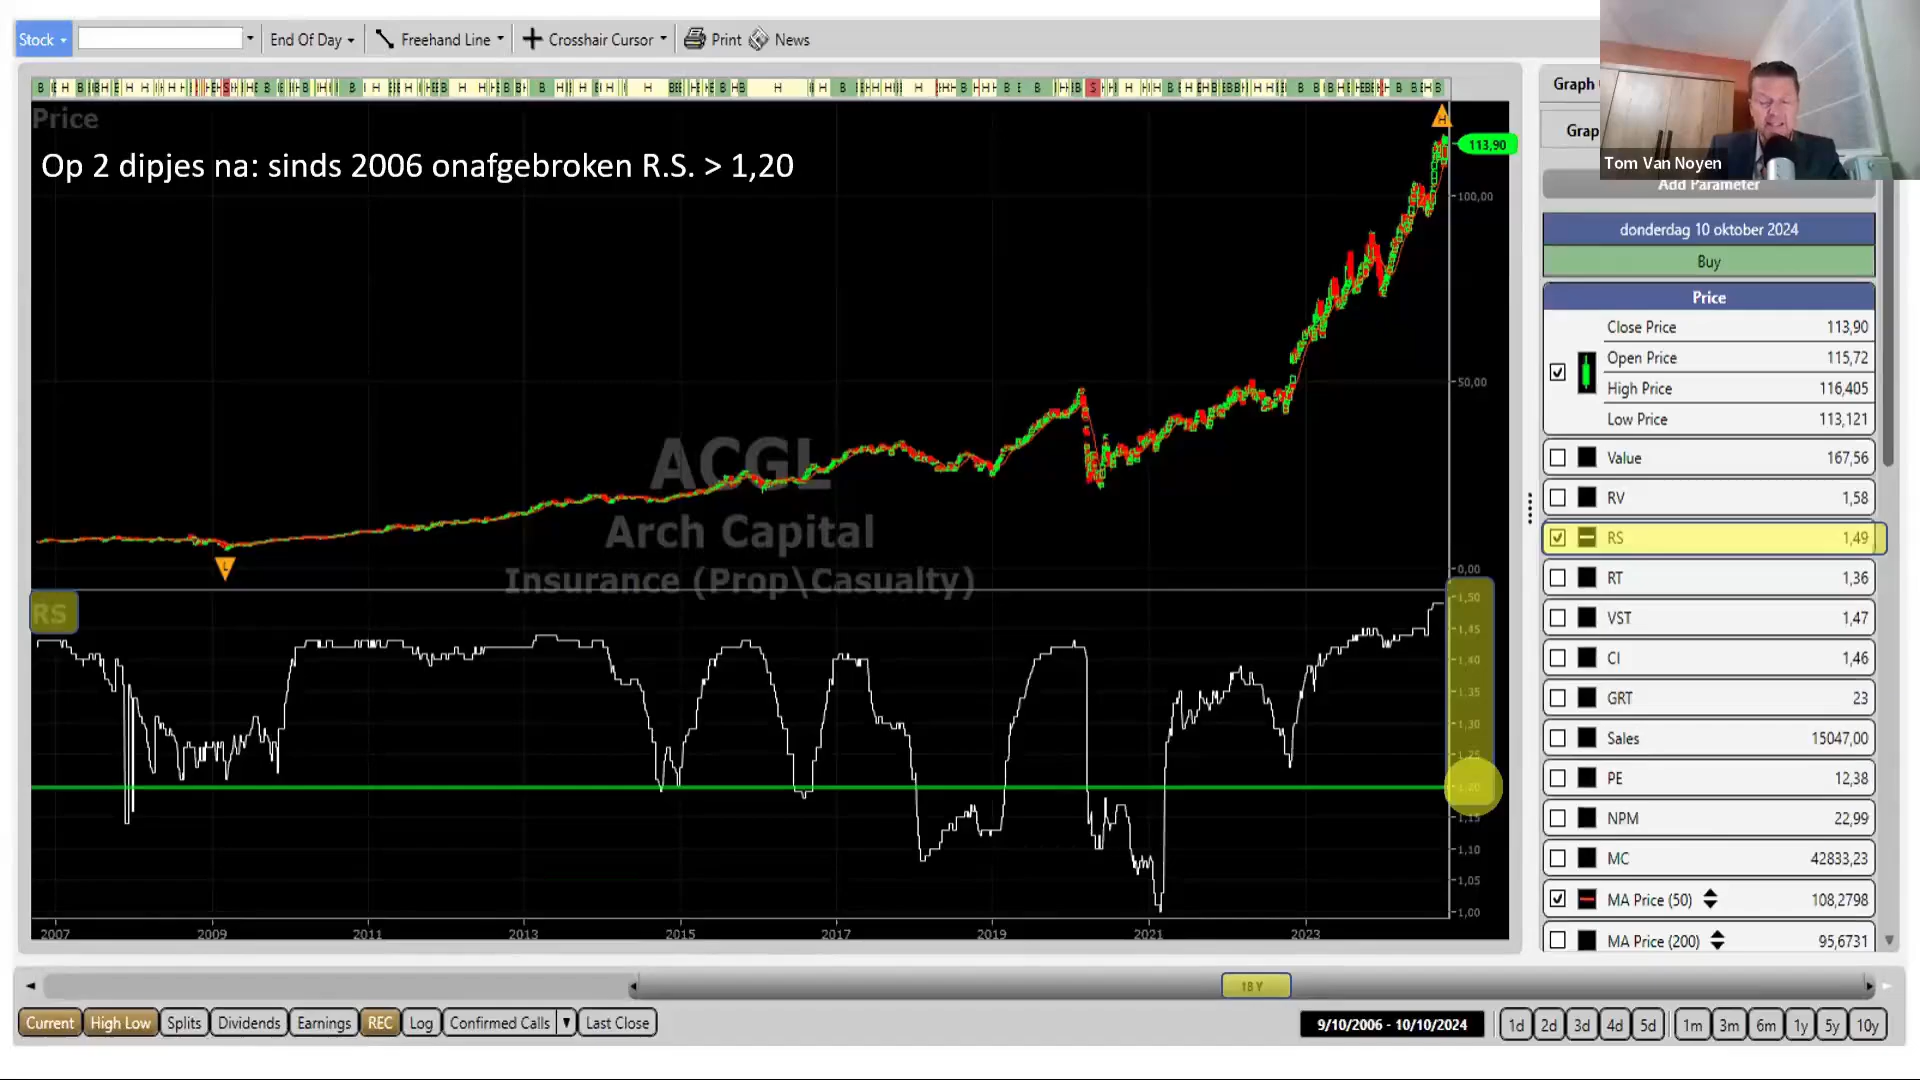 Stock
End Of Day
Freehand Line
Crosshair Cursor
Print
News
Price
Op 2 dipjes na: sinds 2006 onafgebroken R.S. > 1,20
113,90
100,00
50,00
0,00
ACGL
Arch Capital
Insurance (Prop\Casualty)
H
L
RS
1,50
1,45
1,40
1,35
1,30
1,25
1,20
1,15
1,10
1,05
1,00
2007 2009 2011 2013 2015 2017 2019 2021 2023
Graph
Grap
Tom Van Noyen
Add Parameter
donderdag 10 oktober 2024
Buy
Price
Close Price 113,90
Open Price 115,72
High Price 116,405
Low Price 113,121
Value 167,56
RV 1,58
RS 1,49
RT 1,36
VST 1,47
CI 1,46
GRT 23
Sales 15047,00
PE 12,38
NPM 22,99
MC 42833,23
MA Price (50) 108,2798
MA Price (200) 95,6731
18 Y
Current High Low Splits Dividends Earnings REC Log Confirmed Calls Last Close
9/10/2006 - 10/10/2024
1d 2d 3d 4d 5d 1m 3m 6m 1y 5y 10y